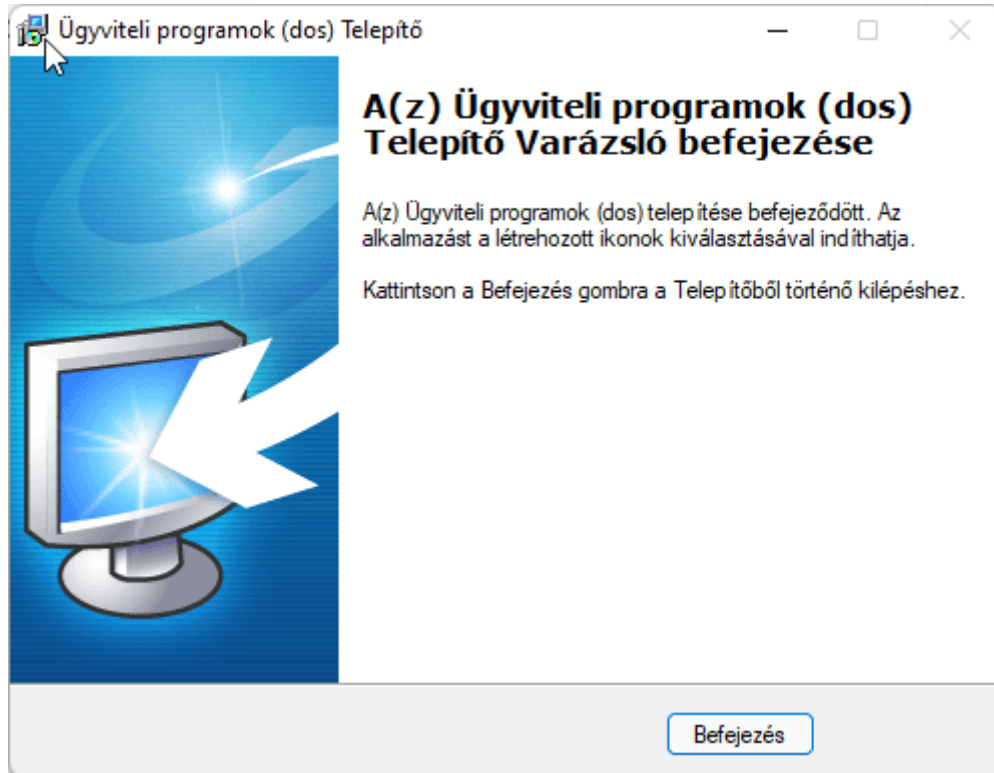 Ügyviteli programok (dos) Telepítő
A(z) Ügyviteli programok (dos)
Telepítő Varázsló befejezése
A(z) Ügyviteli programok (dos) telepítése befejeződött. Az
alkalmazást a létrehozott ikonok kiválasztásával indíthatja.
Kattintson a Befejezés gombra a Telepítőből történő kilépéshez.
Befejezés